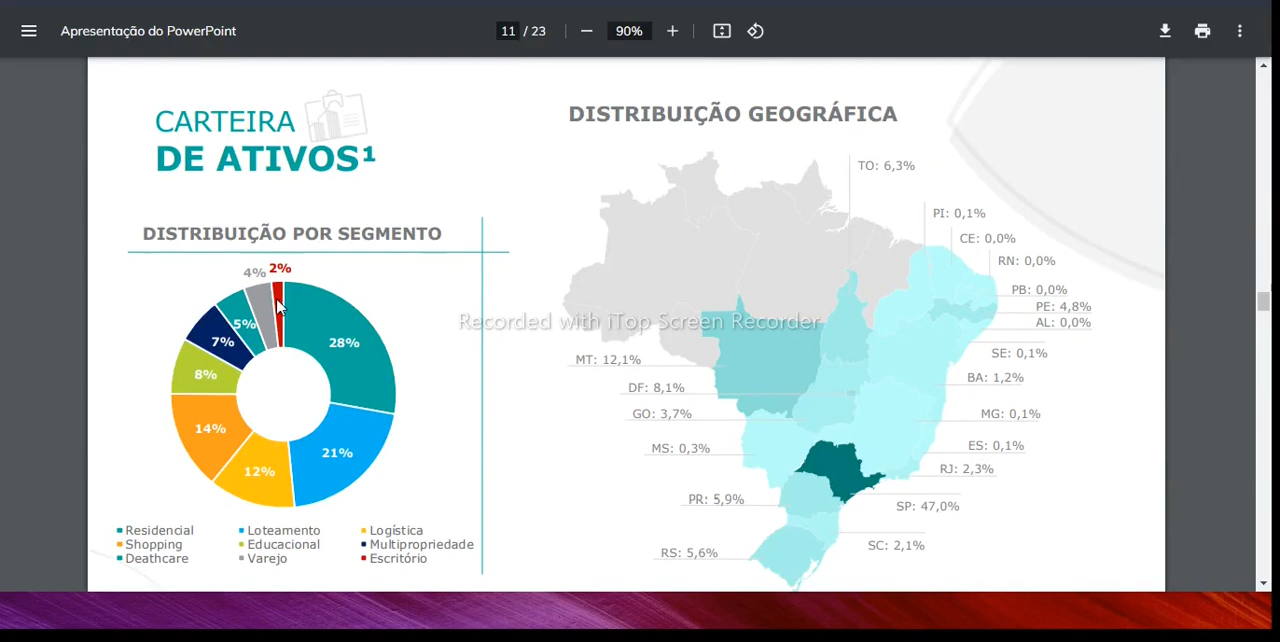 Apresentação do PowerPoint
11 / 23
90%
CARTEIRA
DE ATIVOS¹
DISTRIBUIÇÃO POR SEGMENTO
4%
2%
28%
5%
7%
8%
14%
12%
21%
Residencial
Loteamento
Logística
Shopping
Educacional
Multipropriedade
Deathcare
Varejo
Escritório
DISTRIBUIÇÃO GEOGRÁFICA
TO: 6,3%
PI: 0,1%
CE: 0,0%
RN: 0,0%
PB: 0,0%
PE: 4,8%
AL: 0,0%
SE: 0,1%
MT: 12,1%
BA: 1,2%
DF: 8,1%
GO: 3,7%
MG: 0,1%
MS: 0,3%
ES: 0,1%
RJ: 2,3%
PR: 5,9%
SP: 47,0%
SC: 2,1%
RS: 5,6%
Recorded with iTop Screen Recorder